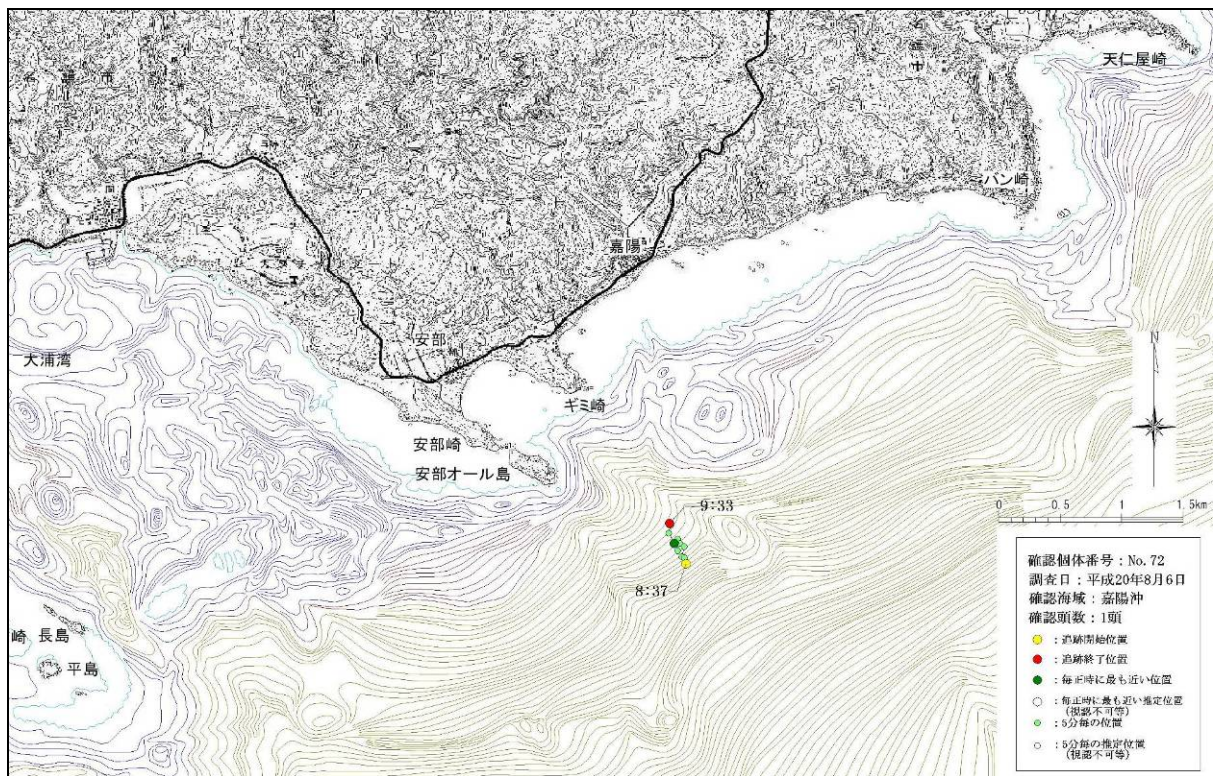 天仁屋崎
バン崎
嘉陽
安部
大浦湾
ギミ崎
安部崎
安部オール島
N
9:33
0 0.5 1 1.5km
8:37
崎
長島
平島
確認個体番号：No.72
調査日：平成20年8月6日
確認海域：嘉陽沖
確認頭数：1頭
：追跡開始位置
：追跡終了位置
：毎正時に最も近い位置
：毎正時に最も近い推定位置
（視認不可等）
：5分毎の位置
：5分毎の推定位置
（視認不可等）